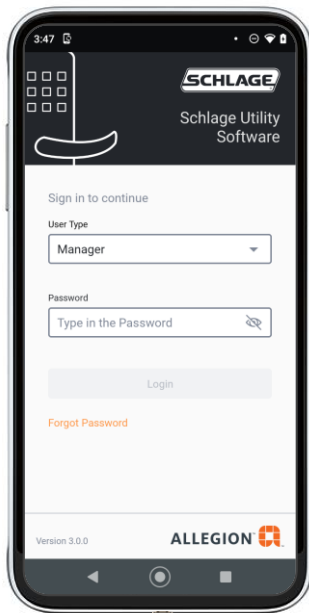 3:47
SCHLAGE
Schlage Utility
Software
Sign in to continue
User Type
Manager
Password
Type in the Password
Login
Forgot Password
Version 3.0.0
ALLEGION